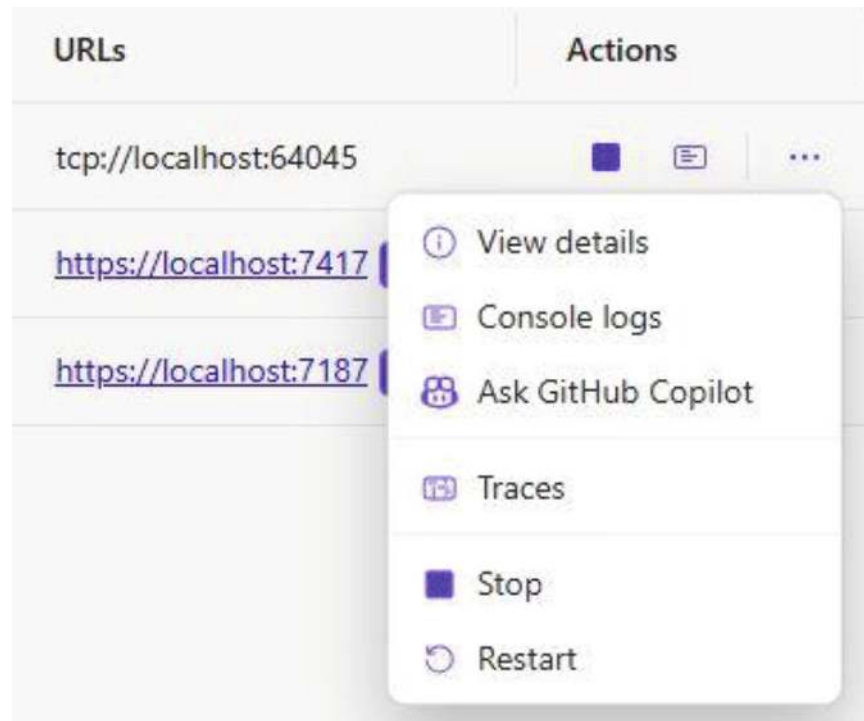 URLs Actions
tcp://localhost:64045
https://localhost:7417
https://localhost:7187
View details
Console logs
Ask GitHub Copilot
Traces
Stop
Restart